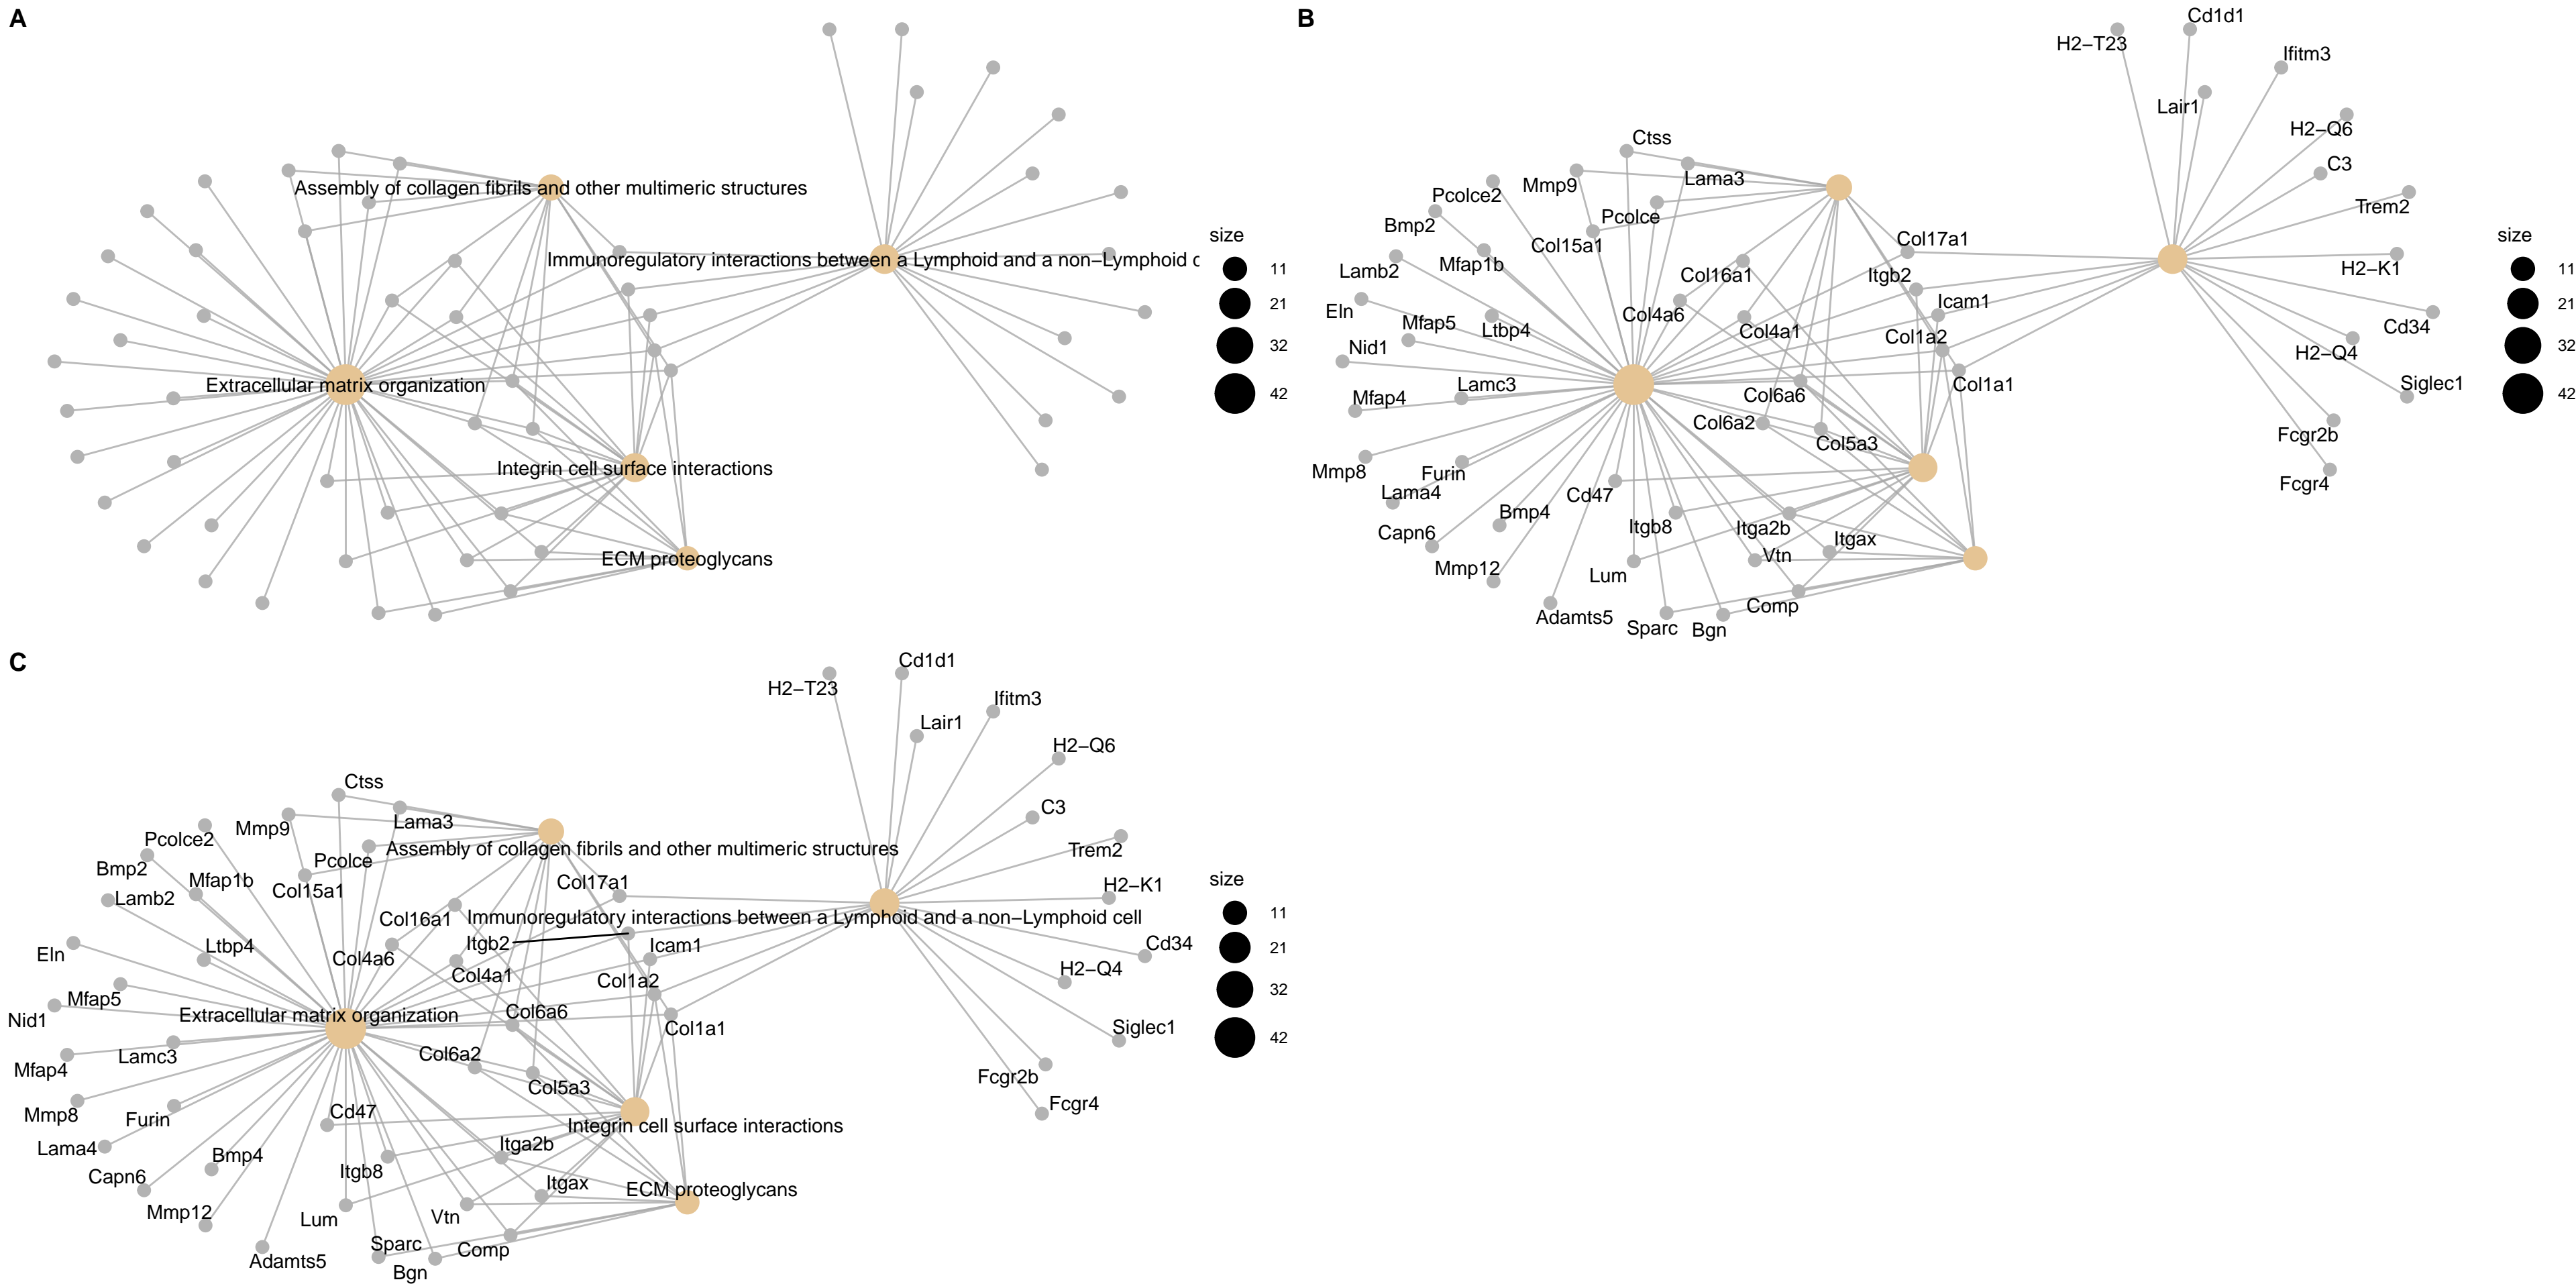 A
Assembly of collagen fibrils and other multimeric structures
Immunoregulatory interactions between a Lymphoid and a non−Lymphoid c
Extracellular matrix organization
Integrin cell surface interactions
ECM proteoglycans
size
11
21
32
42
B
Cd1d1
H2−T23
Ifitm3
Lair1
H2−Q6
Ctss
C3
Lama3
Mmp9
Pcolce2
Trem2
Pcolce
Bmp2
Col17a1
Col15a1
Mfap1b
Lamb2
H2−K1
Col16a1
Itgb2
Icam1
Eln
Col4a6
Mfap5
Ltbp4
Cd34
Col4a1
Col1a2
Nid1
H2−Q4
Lamc3
Col1a1
Siglec1
Mfap4
Col6a6
Col6a2
Fcgr2b
Col5a3
Mmp8
Furin
Fcgr4
Lama4
Cd47
Bmp4
Itgb8
Itga2b
Capn6
Itgax
Vtn
Mmp12
Lum
Comp
Adamts5
Sparc
Bgn
size
11
21
32
42
C
Cd1d1
H2−T23
Ifitm3
Lair1
H2−Q6
Ctss
C3
Lama3
Mmp9
Pcolce2
Assembly of collagen fibrils and other multimeric structures
Trem2
Pcolce
Bmp2
Mfap1b
Col17a1
H2−K1
Col15a1
Lamb2
Col16a1
Immunoregulatory interactions between a Lymphoid and a non−Lymphoid cell
Itgb2
Icam1
Cd34
Ltbp4
Eln
Col4a6
H2−Q4
Col4a1
Col1a2
Mfap5
Col6a6
Extracellular matrix organization
Nid1
Col1a1
Siglec1
Lamc3
Col6a2
Mfap4
Fcgr2b
Col5a3
Fcgr4
Cd47
Mmp8
Furin
Integrin cell surface interactions
Itga2b
Lama4
Bmp4
Itgb8
Capn6
Itgax
ECM proteoglycans
Mmp12
Vtn
Lum
Sparc
Comp
Adamts5
Bgn
size
11
21
32
42